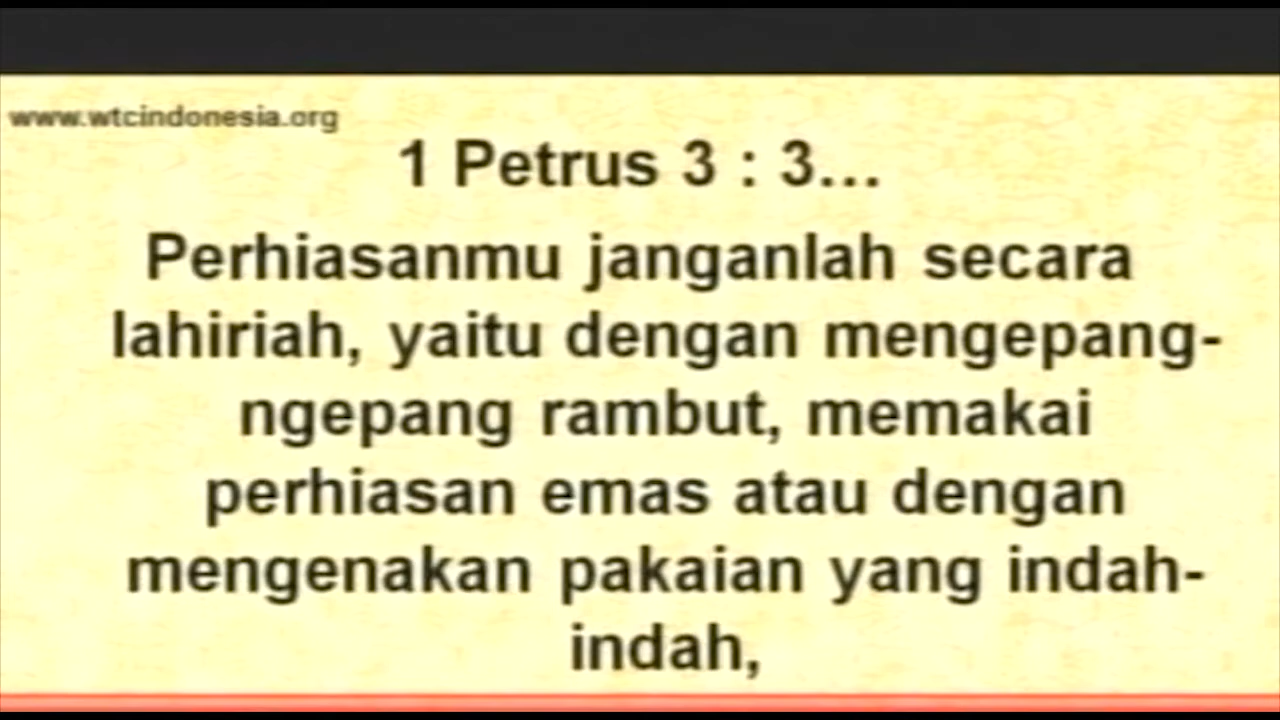 www.wtcindonesia.org
1 Petrus 3 : 3...
Perhiasanmu janganlah secara
lahiriah, yaitu dengan mengepang-
ngepang rambut, memakai
perhiasan emas atau dengan
mengenakan pakaian yang indah-
indah,